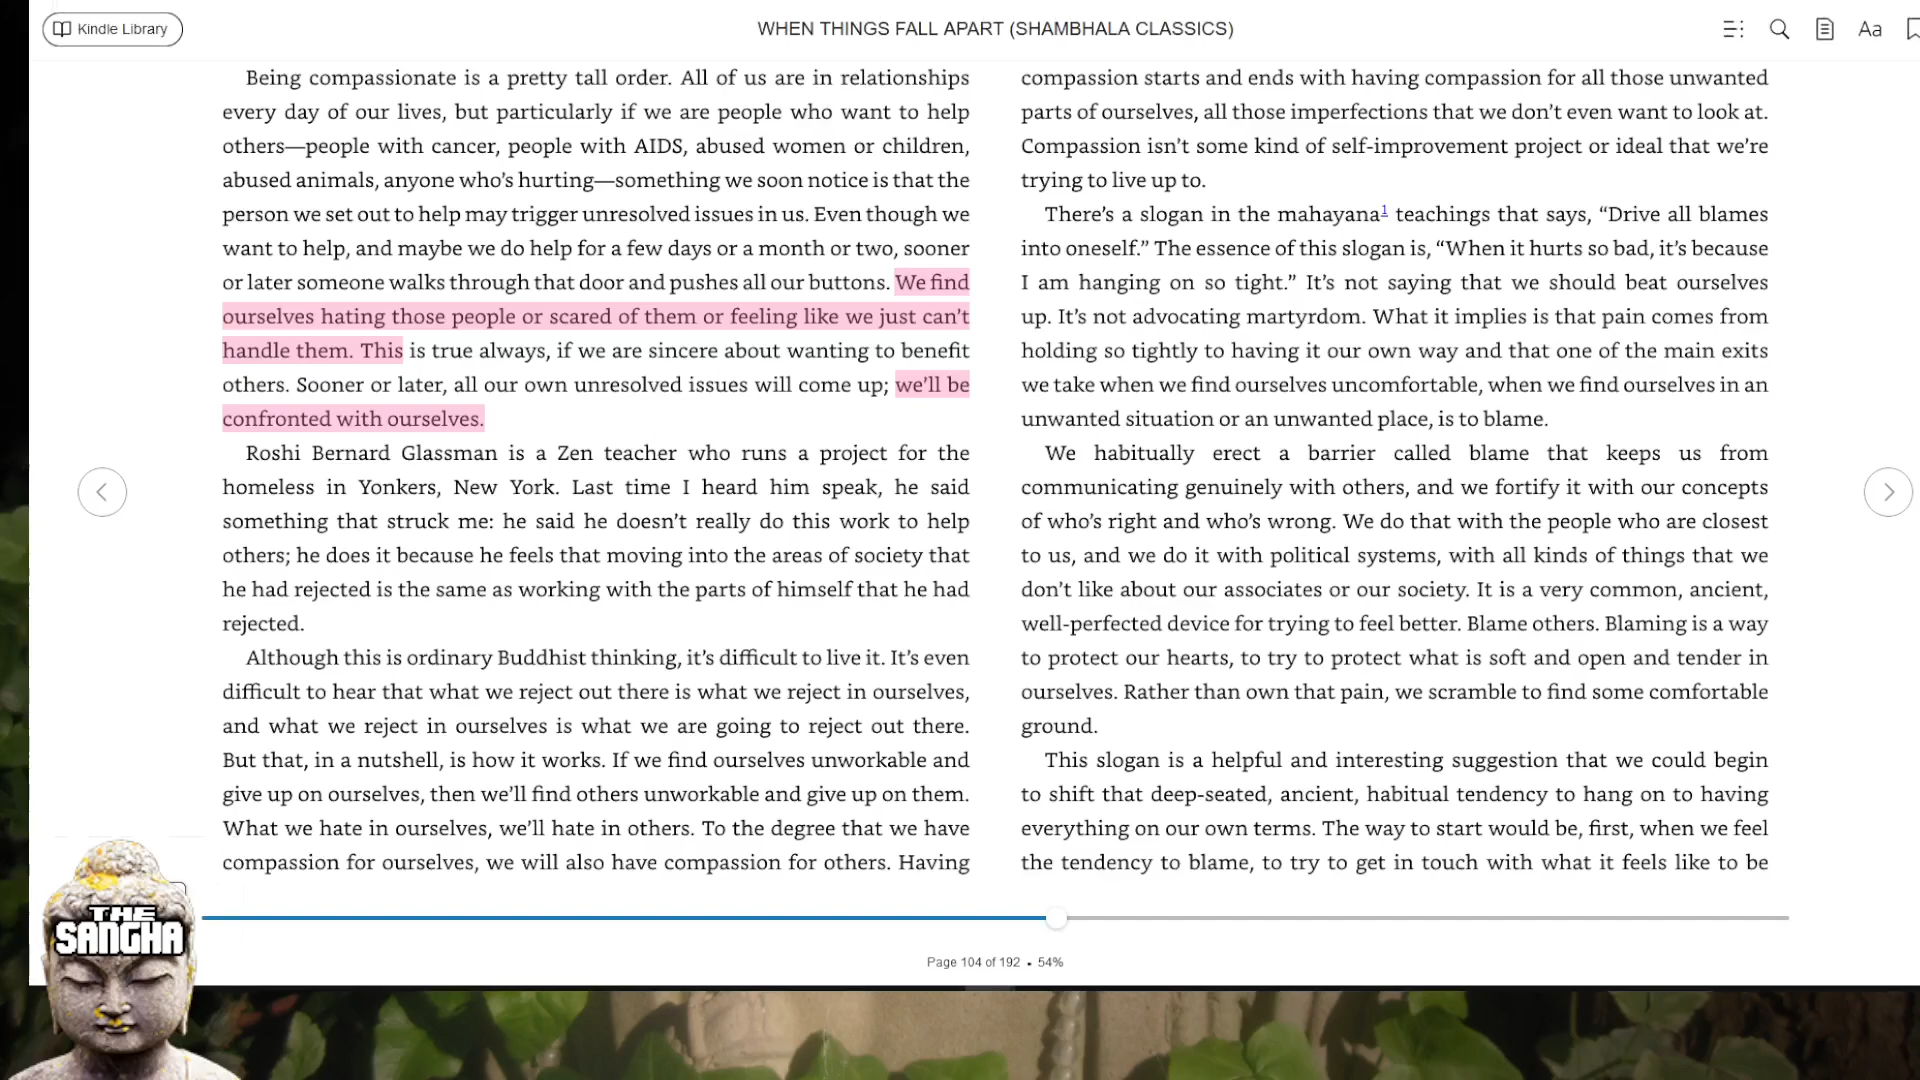 Kindle Library
WHEN THINGS FALL APART (SHAMBHALA CLASSICS)
Aa
Being compassionate is a pretty tall order. All of us are in relationships
every day of our lives, but particularly if we are people who want to help
others—people with cancer, people with AIDS, abused women or children,
abused animals, anyone who's hurting—something we soon notice is that the
person we set out to help may trigger unresolved issues in us. Even though we
want to help, and maybe we do help for a few days or a month or two, sooner
or later someone walks through that door and pushes all our buttons. We find
ourselves hating those people or scared of them or feeling like we just can't
handle them. This is true always, if we are sincere about wanting to benefit
others. Sooner or later, all our own unresolved issues will come up; we'll be
confronted with ourselves.
Roshi Bernard Glassman is a Zen teacher who runs a project for the
homeless in Yonkers, New York. Last time I heard him speak, he said
something that struck me: he said he doesn't really do this work to help
others; he does it because he feels that moving into the areas of society that
he had rejected is the same as working with the parts of himself that he had
rejected.
Although this is ordinary Buddhist thinking, it's difficult to live it. It's even
difficult to hear that what we reject out there is what we reject in ourselves,
and what we reject in ourselves is what we are going to reject out there.
But that, in a nutshell, is how it works. If we find ourselves unworkable and
give up on ourselves, then we'll find others unworkable and give up on them.
What we hate in ourselves, we'll hate in others. To the degree that we have
compassion for ourselves, we will also have compassion for others. Having
compassion starts and ends with having compassion for all those unwanted
parts of ourselves, all those imperfections that we don't even want to look at.
Compassion isn't some kind of self-improvement project or ideal that we're
trying to live up to.
There's a slogan in the mahayana1 teachings that says, “Drive all blames
into oneself.” The essence of this slogan is, “When it hurts so bad, it's because
I am hanging on so tight.” It's not saying that we should beat ourselves
up. It's not advocating martyrdom. What it implies is that pain comes from
holding so tightly to having it our own way and that one of the main exits
we take when we find ourselves uncomfortable, when we find ourselves in an
unwanted situation or an unwanted place, is to blame.
We habitually erect a barrier called blame that keeps us from
communicating genuinely with others, and we fortify it with our concepts
of who's right and who's wrong. We do that with the people who are closest
to us, and we do it with political systems, with all kinds of things that we
don't like about our associates or our society. It is a very common, ancient,
well-perfected device for trying to feel better. Blame others. Blaming is a way
to protect our hearts, to try to protect what is soft and open and tender in
ourselves. Rather than own that pain, we scramble to find some comfortable
ground.
This slogan is a helpful and interesting suggestion that we could begin
to shift that deep-seated, ancient, habitual tendency to hang on to having
everything on our own terms. The way to start would be, first, when we feel
the tendency to blame, to try to get in touch with what it feels like to be
THE
SANGHA
Page 104 of 192 • 54%